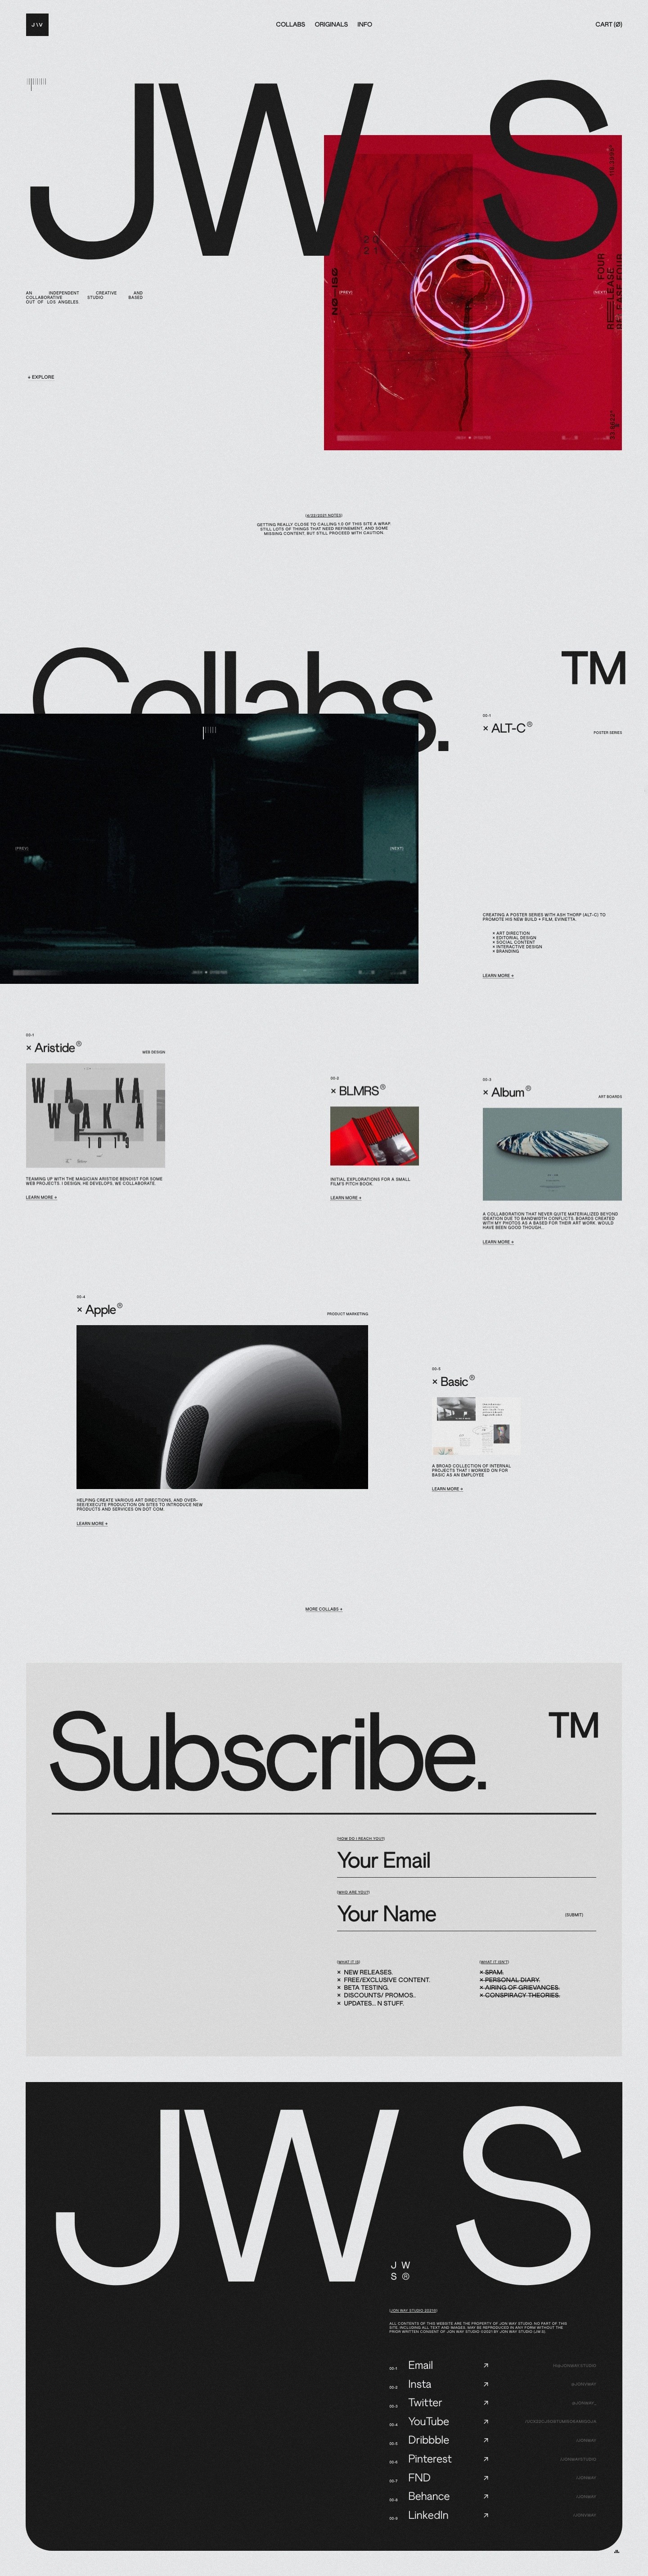 J W
COLLABS
ORIGINALS
INFO
CART (Ø)
JW S
AN INDEPENDENT CREATIVE AND
COLLABORATIVE STUDIO BASED
OUT OF LOS ANGELES.
+ EXPLORE
(PREV)
(NEXT)
GETTING REALLY CLOSE TO CALLING 1.0 OF THIS SITE A WRAP.
STILL LOTS OF THINGS THAT NEED REFINEMENT, AND SOME
MISSING CONTENT, BUT STILL PROCEED WITH CAUTION.
Collabs.
TM
(PREV)
(NEXT)
00-1
× ALT-C®
POSTER SERIES
CREATING A POSTER SERIES WITH ASH THORP (ALT-C) TO
PROMOTE HIS NEW BUILD + FILM, EVINETTA.
× ART DIRECTION
× EDITORIAL DESIGN
× SOCIAL CONTENT
× INTERACTIVE DESIGN
× BRANDING
LEARN MORE +
00-1
× Aristide®
WEB DESIGN
WA KA
WAKA
1019
TEAMING UP WITH THE MAGICIAN ARISTIDE BENOIST FOR SOME
WEB PROJECTS. I DESIGN, HE DEVELOPS, WE COLLABORATE.
LEARN MORE +
00-2
× BLMRS®
INITIAL EXPLORATIONS FOR A SMALL
FILM'S PITCH BOOK.
LEARN MORE +
00-3
× Album®
ART BOARDS
A COLLABORATION THAT NEVER QUITE MATERIALIZED BEYOND
IDEATION DUE TO BANDWIDTH CONFLICTS. BOARDS CREATED
WITH MY PHOTOS AS A BASED FOR THEIR ART WORK. WOULD
HAVE BEEN GOOD THOUGH...
LEARN MORE +
00-4
× Apple®
PRODUCT MARKETING
HELPING CREATE VARIOUS ART DIRECTIONS, AND OVER-
SEE/EXECUTE PRODUCTION ON SITES TO INTRODUCE NEW
PRODUCTS AND SERVICES ON DOT COM.
LEARN MORE +
00-5
× Basic®
A BROAD COLLECTION OF INTERNAL
PROJECTS THAT I WORKED ON FOR
BASIC AS AN EMPLOYEE
LEARN MORE +
MORE COLLABS +
Subscribe.
TM
(HOW DO I REACH YOU?)
Your Email
(WHO ARE YOU?)
Your Name
(SUBMIT)
(WHAT IT IS)
× NEW RELEASES.
× FREE/EXCLUSIVE CONTENT.
× BETA TESTING.
× DISCOUNTS/ PROMOS..
× UPDATES... N STUFF.
(WHAT IT ISN'T)
× SPAM.
× PERSONAL DIARY.
× AIRING OF GRIEVANCES.
× CONSPIRACY THEORIES.
JW S
J W
S ®
ALL CONTENTS OF THIS WEBSITE ARE THE PROPERTY OF JON WAY STUDIO. NO PART OF THIS
SITE, INCLUDING ALL TEXT AND IMAGES, MAY BE REPRODUCED IN ANY FORM WITHOUT THE
PRIOR WRITTEN CONSENT OF JON WAY STUDIO ©2021 BY JON WAY STUDIO (JW.S).
00-1 Email
00-2 Insta
00-3 Twitter
00-4 YouTube
00-5 Dribbble
00-6 Pinterest
00-7 FND
00-8 Behance
00-9 LinkedIn